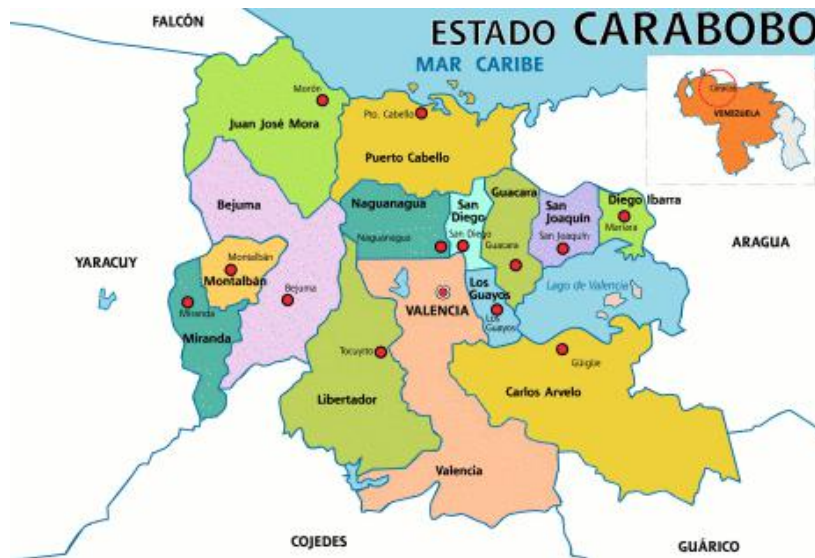 FALCÓN
ESTADO CARABOBO
MAR CARIBE
Caracas
VENEZUELA
Morón
Juan José Mora
Pto. Cabello
Puerto Cabello
Bejuma
Naguanagua
San
Diego
Guacara
San
Joaquín
Diego Ibarra
Mariara
Naguanagua
San Diego
Guacara
San Joaquín
ARAGUA
YARACUY
Montalbán
Montalbán
Bejuma
Miranda
Miranda
VALENCIA
Los
Guayos
Los
Guayos
Lago de Valencia
Tocuyito
Libertador
Güigüe
Carlos Arvelo
Valencia
COJEDES
GUÁRICO